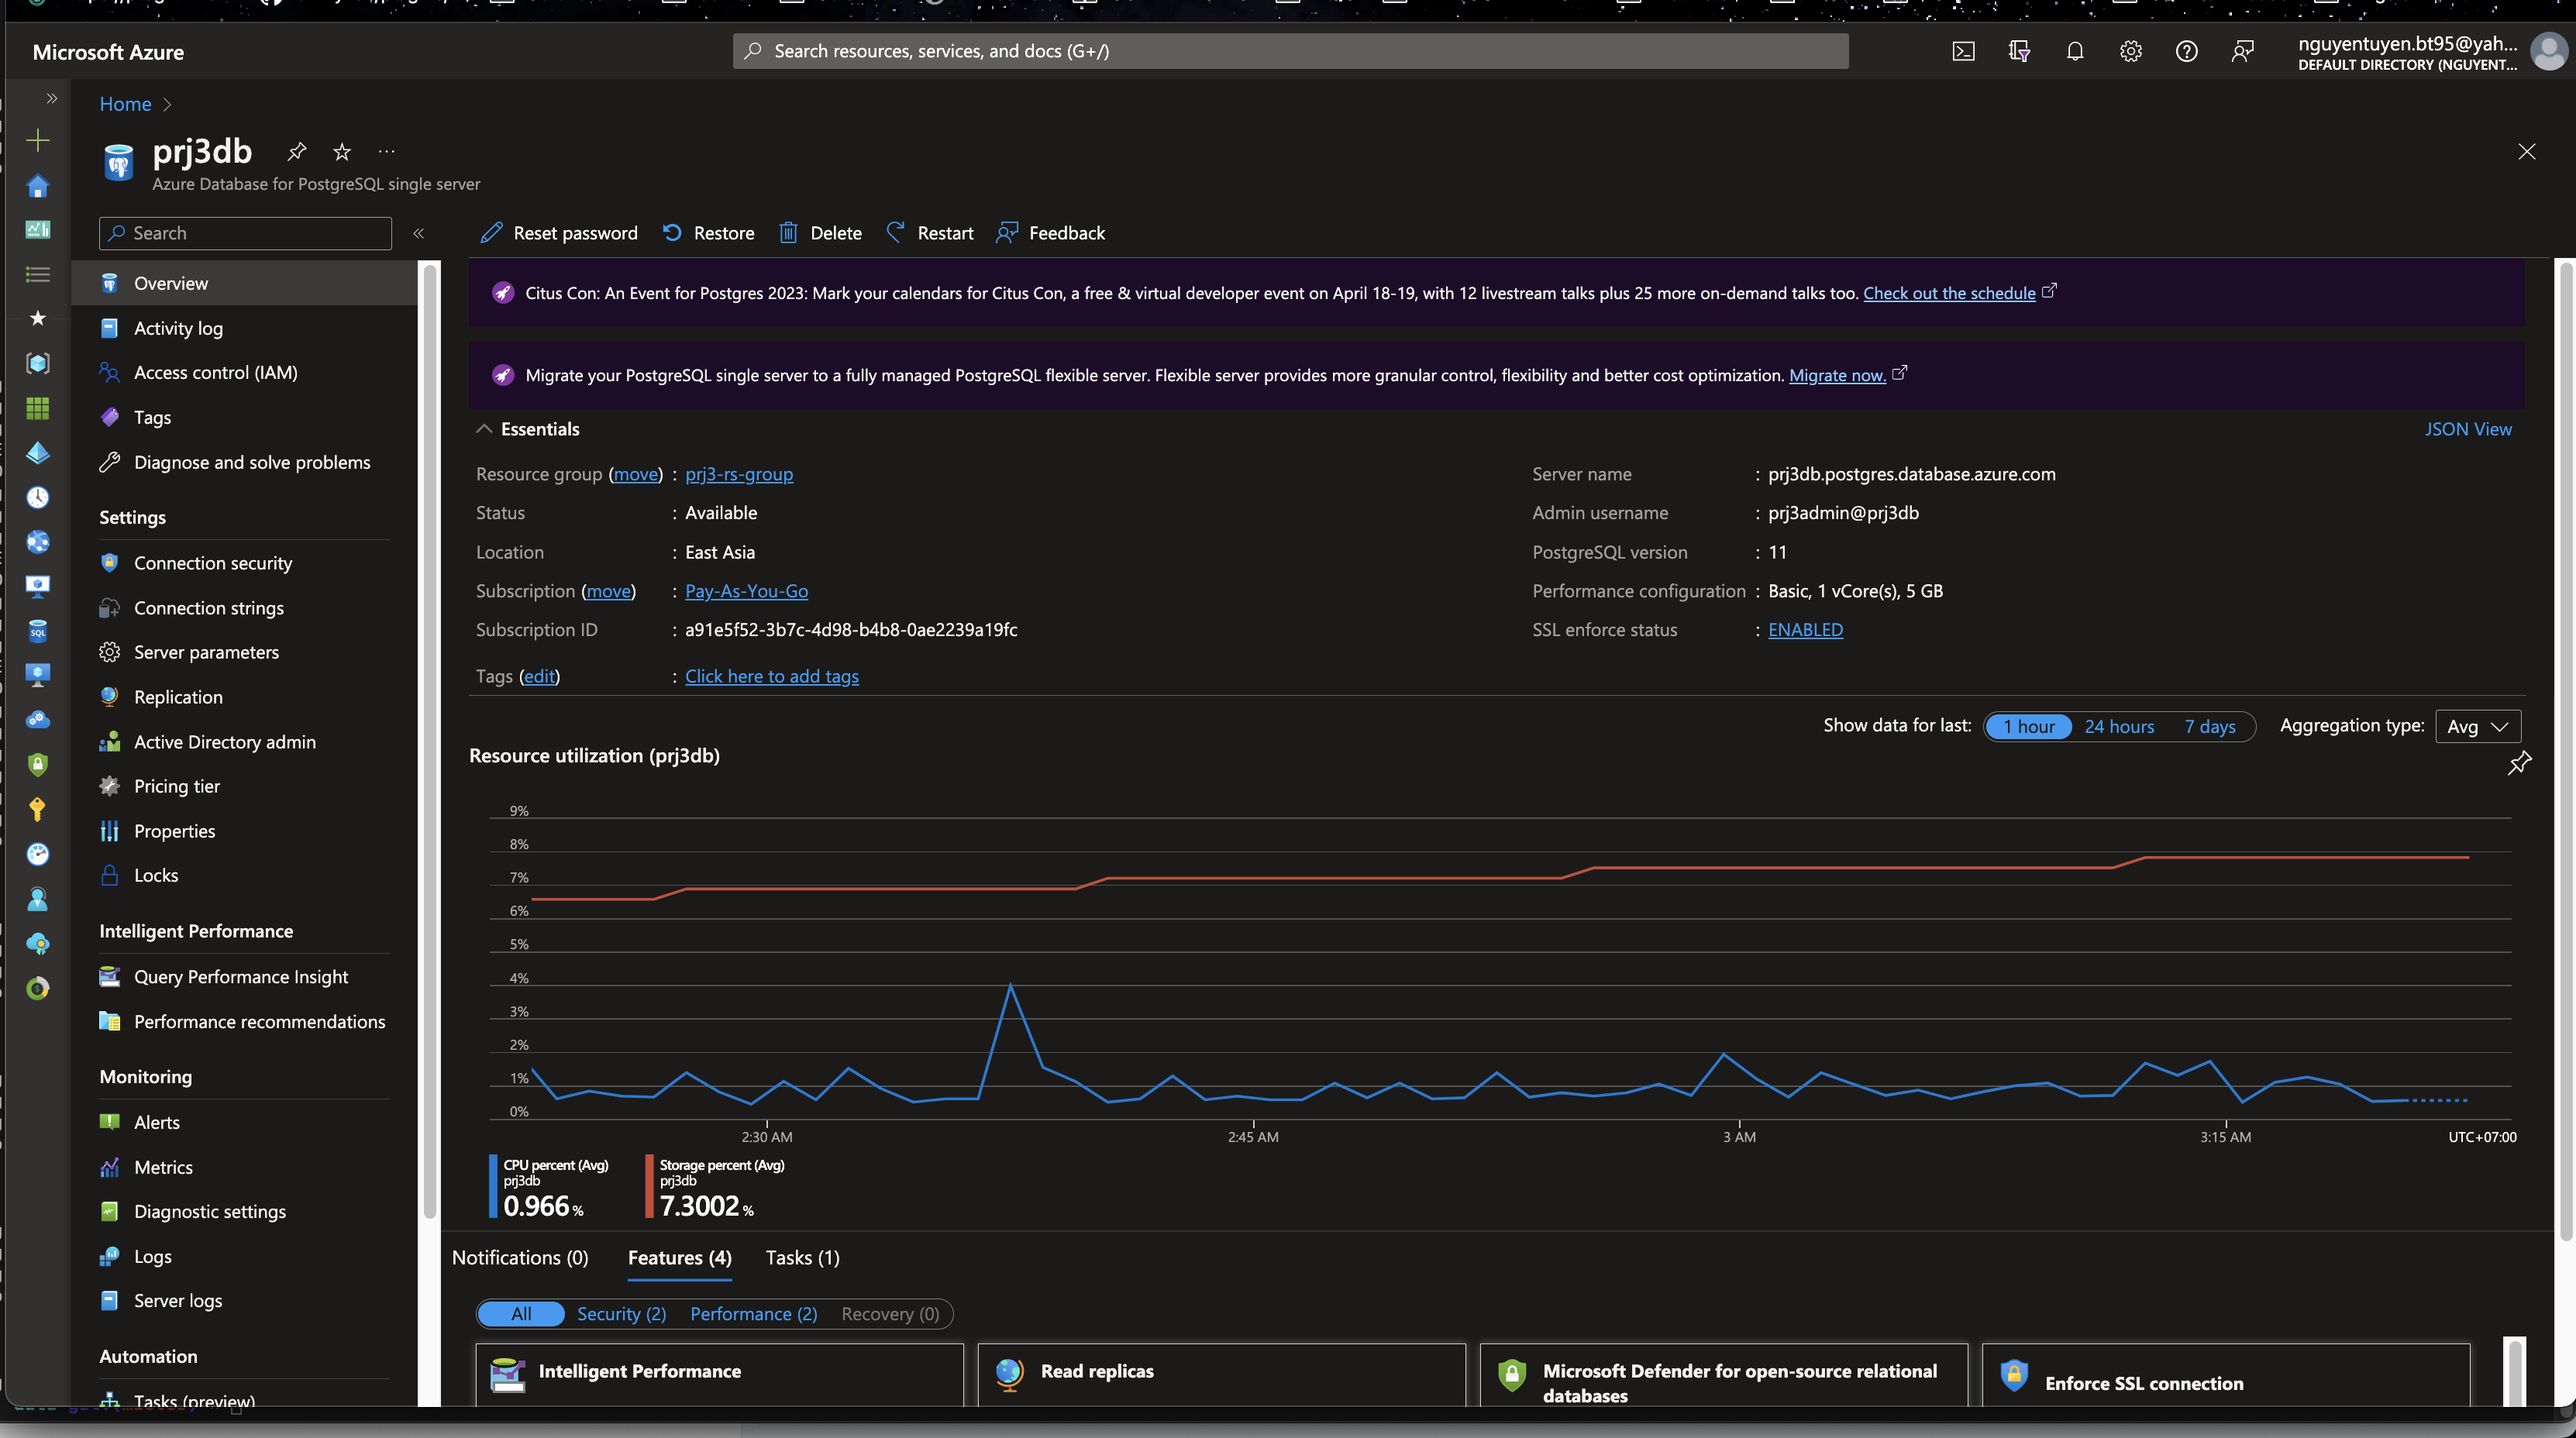 Microsoft Azure
Search resources, services, and docs (G+/)
nguyentuyen.bt95@yah...
DEFAULT DIRECTORY (NGUYENT...
Home
prj3db
Azure Database for PostgreSQL single server
Search
Reset password
Restore
Delete
Restart
Feedback
Overview
Activity log
Access control (IAM)
Tags
Diagnose and solve problems
Settings
Connection security
Connection strings
Server parameters
Replication
Active Directory admin
Pricing tier
Properties
Locks
Intelligent Performance
Query Performance Insight
Performance recommendations
Monitoring
Alerts
Metrics
Diagnostic settings
Logs
Server logs
Automation
Tasks (preview)
Citus Con: An Event for Postgres 2023: Mark your calendars for Citus Con, a free & virtual developer event on April 18-19, with 12 livestream talks plus 25 more on-demand talks too. Check out the schedule
Migrate your PostgreSQL single server to a fully managed PostgreSQL flexible server. Flexible server provides more granular control, flexibility and better cost optimization. Migrate now.
Essentials
JSON View
Resource group (move) : prj3-rs-group
Status : Available
Location : East Asia
Subscription (move) : Pay-As-You-Go
Subscription ID : a91e5f52-3b7c-4d98-b4b8-0ae2239a19fc
Tags (edit) : Click here to add tags
Server name : prj3db.postgres.database.azure.com
Admin username : prj3admin@prj3db
PostgreSQL version : 11
Performance configuration : Basic, 1 vCore(s), 5 GB
SSL enforce status : ENABLED
Show data for last: 1 hour 24 hours 7 days Aggregation type: Avg
Resource utilization (prj3db)
9%
8%
7%
6%
5%
4%
3%
2%
1%
0%
2:30 AM 2:45 AM 3 AM 3:15 AM UTC+07:00
CPU percent (Avg)
prj3db
0.966 %
Storage percent (Avg)
prj3db
7.3002 %
Notifications (0) Features (4) Tasks (1)
All Security (2) Performance (2) Recovery (0)
Intelligent Performance
Read replicas
Microsoft Defender for open-source relational
databases
Enforce SSL connection